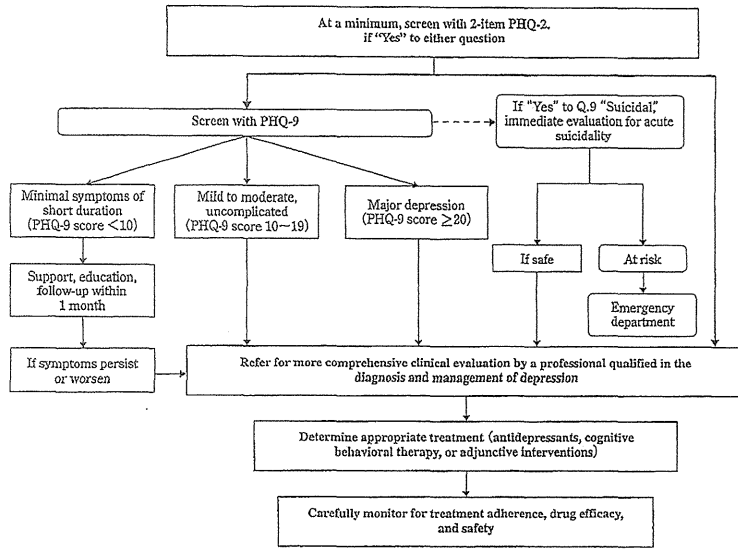 At a minimum, screen with 2-item PHQ-2,
if “Yes” to either question
Screen with PHQ-9
If “Yes” to Q.9 “Suicidal,”
immediate evaluation for acute
suicidality
Minimal symptoms of
short duration
(PHQ-9 score <10)
Mild to moderate,
uncomplicated
(PHQ-9 score 10~19)
Major depression
(PHQ-9 score ≥20)
If safe
At risk
Support, education,
follow-up within
1 month
Emergency
department
If symptoms persist
or worsen
Refer for more comprehensive clinical evaluation by a professional qualified in the
diagnosis and management of depression
Determine appropriate treatment (antidepressants, cognitive
behavioral therapy, or adjunctive interventions)
Carefully monitor for treatment adherence, drug efficacy,
and safety